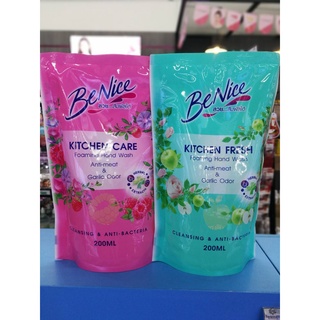 BeNice
KITCHEN CARE
Foaming Hand Wash
Anti-meat
&
Garlic Odor
CLEANSING & ANTI-BACTERIA
200ML
BeNice
KITCHEN FRESH
Foaming Hand Wash
Anti-meat
&
Garlic Odor
CLEANSING & ANTI-BACTERIA
200ML